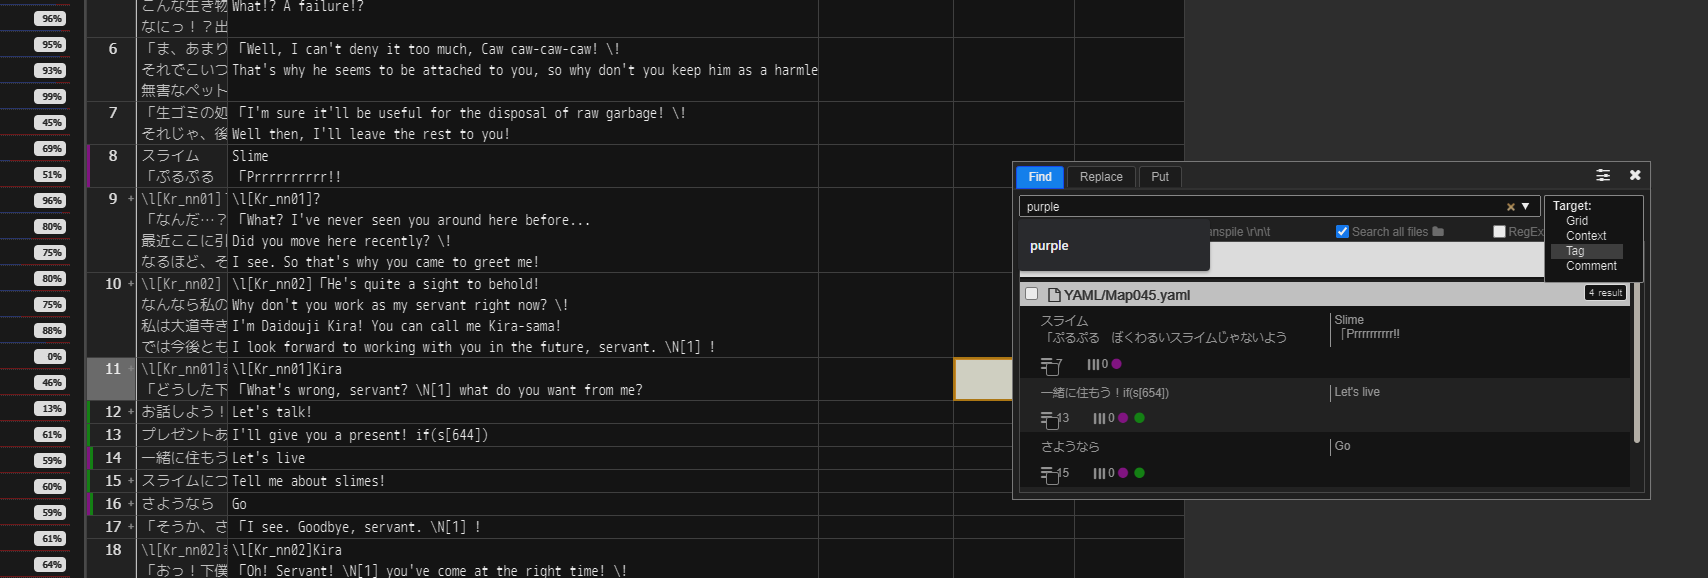 96%
95%
93%
99%
45%
69%
51%
96%
80%
75%
80%
75%
88%
0%
46%
13%
61%
59%
60%
59%
61%
64%
こんな生き物 What!? A failure!?
なにっ！？出
6 「ま、あまり 「Well, I can't deny it too much, Caw caw-caw-caw! \!
それでこいつ That's why he seems to be attached to you, so why don't you keep him as a harmle
無害なペット
7 「生ゴミの処 「I'm sure it'll be useful for the disposal of raw garbage! \!
それじゃ、後 Well then, I'll leave the rest to you!
8 スライム Slime
「ぷるぷる 「Prrrrrrrrrr!!
9 + \l[Kr_nn01] \l[Kr_nn01]?
「なんだ…？ 「What? I've never seen you around here before...
最近ここに引 Did you move here recently? \!
なるほど、そ I see. So that's why you came to greet me!
10 + \l[Kr_nn02] \l[Kr_nn02]「He's quite a sight to behold!
なんなら私の Why don't you work as my servant right now? \!
私は大道寺き I'm Daidouji Kira! You can call me Kira-sama!
では今後とも I look forward to working with you in the future, servant. \N[1] !
11 + \l[Kr_nn01]き \l[Kr_nn01]Kira
「どうした下 「What's wrong, servant? \N[1] what do you want from me?
12 + お話しよう！ Let's talk!
13 プレゼントあ I'll give you a present! if(s[644])
14 一緒に住もう Let's live
15 + スライムにつ Tell me about slimes!
16 + さようなら Go
17 + 「そうか、さ 「I see. Goodbye, servant. \N[1] !
18 \l[Kr_nn02]き \l[Kr_nn02]Kira
「おっ！下僕 「Oh! Servant! \N[1] you've come at the right time! \!
Find Replace Put
purple
purple
nspile \r\n\t Search all files RegEx
Target:
Grid
Context
Tag
Comment
YAML/Map045.yaml 4 result
スライム Slime
「ぷるぷる　ぼくわるいスライムじゃないよう 「Prrrrrrrrrr!!
7 0
一緒に住もう！if(s[654]) Let's live
13 0
さようなら Go
15 0